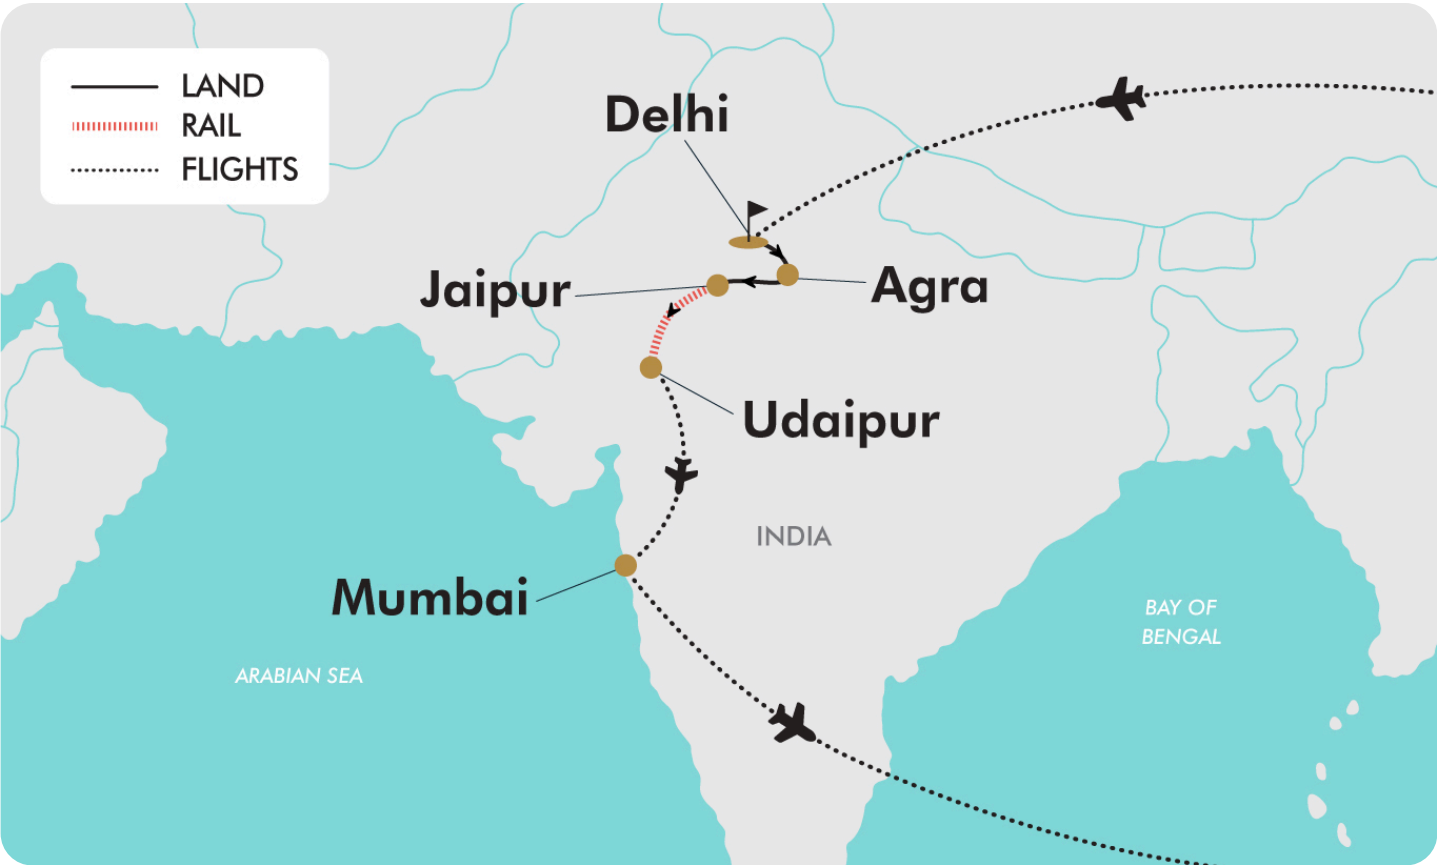 LAND
RAIL
FLIGHTS
Delhi
Jaipur
Agra
Udaipur
INDIA
Mumbai
BAY OF
BENGAL
ARABIAN SEA